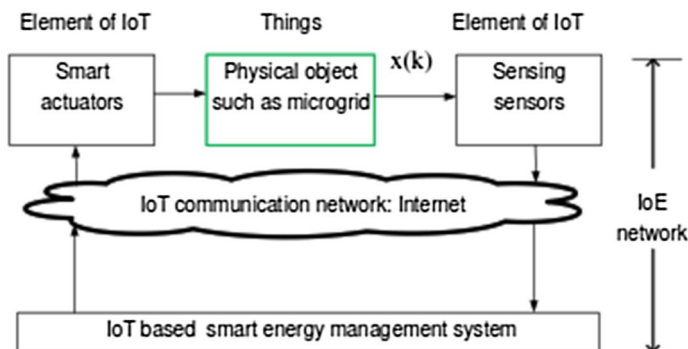 Element of IoT
Things
Element of IoT
Smart
actuators
Physical object
such as microgrid
x(k)
Sensing
sensors
IoT communication network: Internet
IoE
network
IoT based smart energy management system